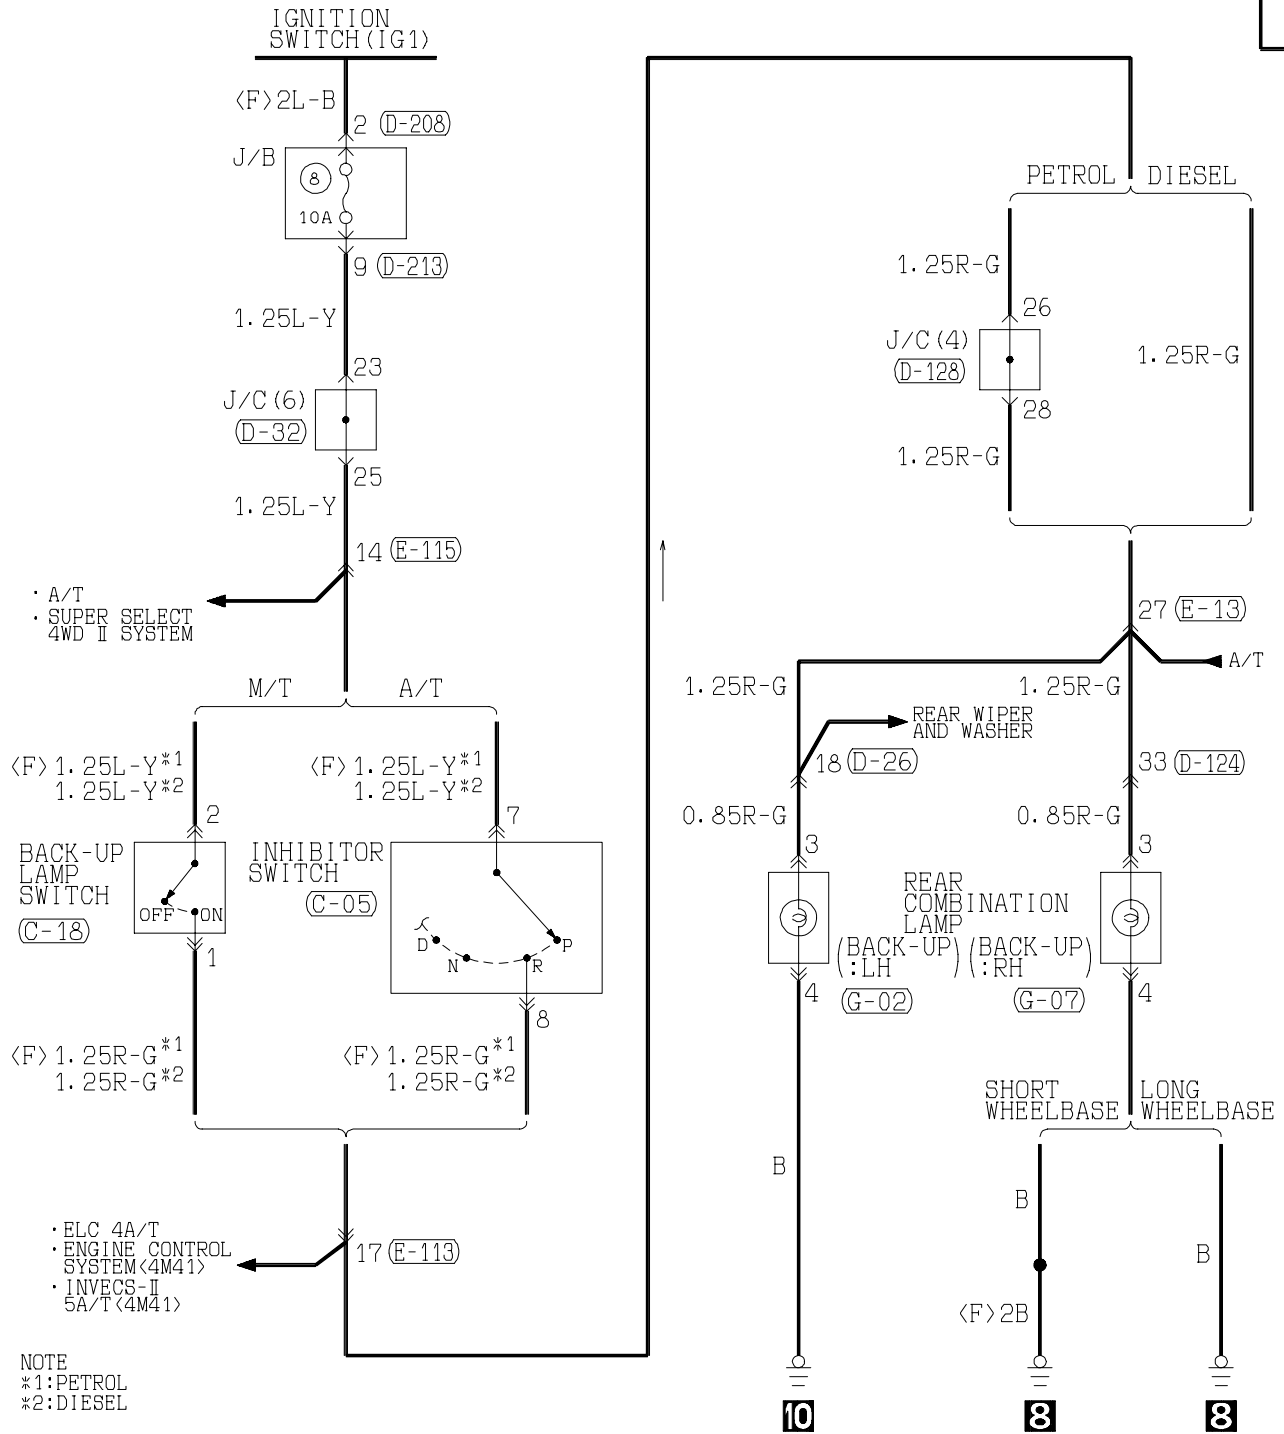 IGNITION
SWITCH(IG1)
<F>2L-B
2 (D-208)
J/B
8
10A
9 (D-213)
1.25L-Y
23
J/C(6)
(D-32)
25
1.25L-Y
14 (E-115)
· A/T
· SUPER SELECT
4WD Ⅱ SYSTEM
M/T A/T
<F>1.25L-Y*1
1.25L-Y*2
2
<F>1.25L-Y*1
1.25L-Y*2
7
BACK-UP
LAMP
SWITCH
(C-18)
OFF ON
1
INHIBITOR
SWITCH
(C-05)
D
N
R
P
8
<F>1.25R-G*1
1.25R-G*2
<F>1.25R-G*1
1.25R-G*2
· ELC 4A/T
· ENGINE CONTROL
SYSTEM<4M41>
· INVECS-Ⅱ
5A/T<4M41>
17 (E-113)
NOTE
*1:PETROL
*2:DIESEL
PETROL DIESEL
1.25R-G
26
J/C(4)
(D-128)
28
1.25R-G
1.25R-G
27 (E-13)
A/T
1.25R-G
1.25R-G
REAR WIPER
AND WASHER
18 (D-26)
33 (D-124)
0.85R-G
0.85R-G
3
3
REAR
COMBINATION
LAMP
(BACK-UP)
:LH
(BACK-UP)
:RH
4 (G-02)
(G-07) 4
SHORT
WHEELBASE
LONG
WHEELBASE
B
B
B
<F>2B
10
8
8